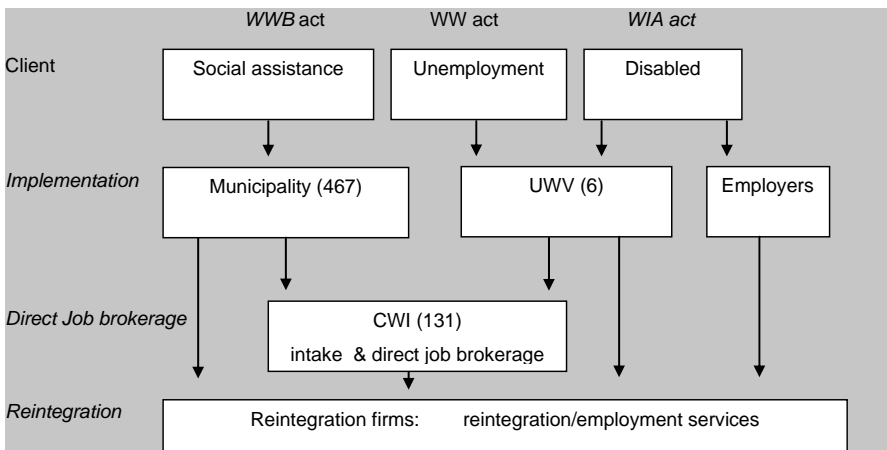 WWB act WW act WIA act
Client Social assistance Unemployment Disabled
Implementation Municipality (467) UWV (6) Employers
Direct Job brokerage CWI (131)
intake & direct job brokerage
Reintegration Reintegration firms: reintegration/employment services